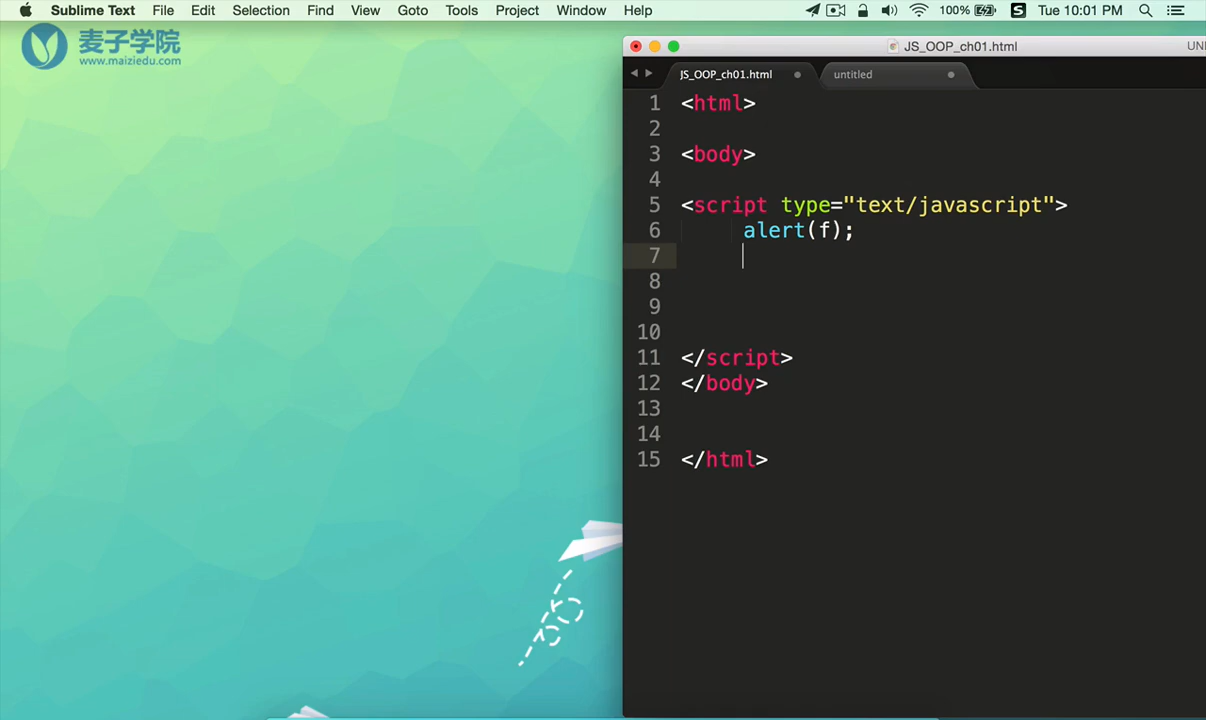 Sublime Text File Edit Selection Find View Goto Tools Project Window Help 100% S Tue 10:01 PM
麦子学院
www.maiziedu.com
JS_OOP_ch01.html UN
JS_OOP_ch01.html untitled
1 <html>
2
3 <body>
4
5 <script type="text/javascript">
6 alert(f);
7
8
9
10
11 </script>
12 </body>
13
14
15 </html>